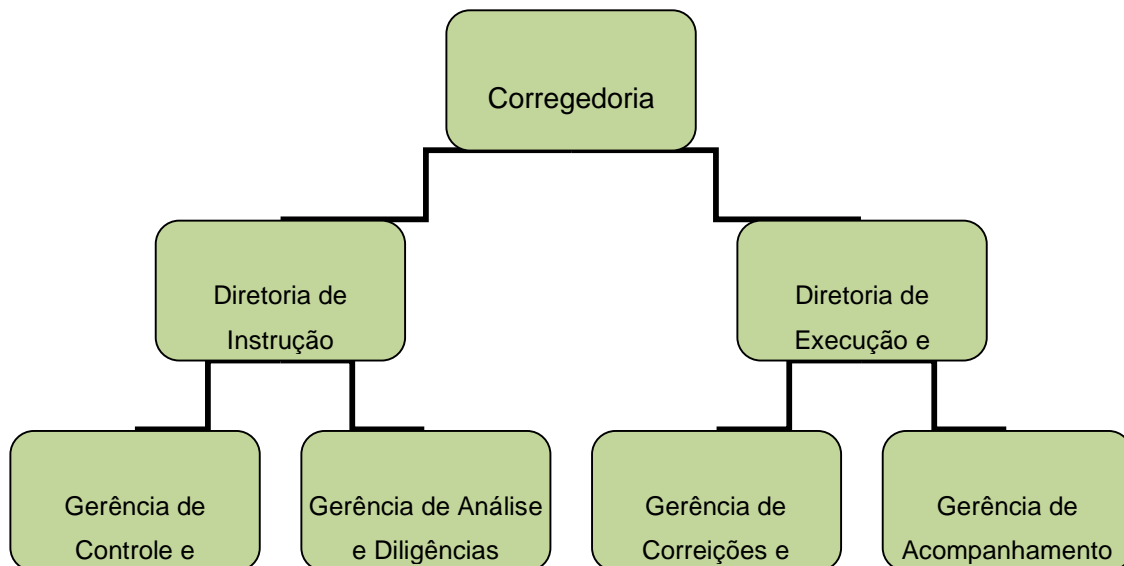 Corregedoria
Diretoria de
Instrução
Diretoria de
Execução e
Gerência de
Controle e
Gerência de Análise
e Diligências
Gerência de
Correições e
Gerência de
Acompanhamento